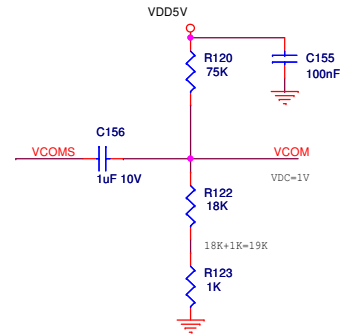 VDD5V
R120
75K
C155
100nF
C156
VCOMS
VCOM
1uF 10V
VDC=1V
R122
18K
18K+1K=19K
R123
1K